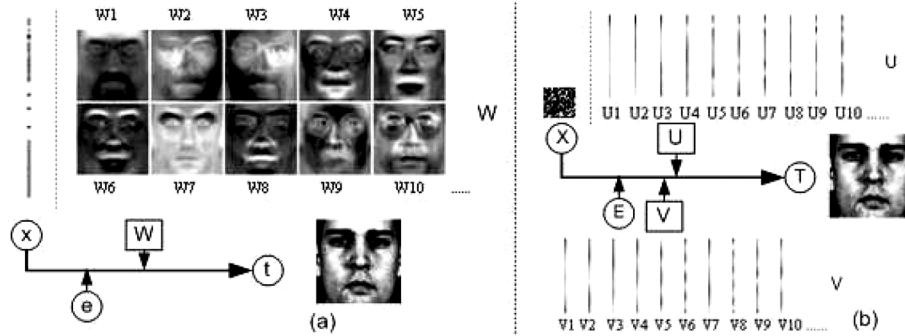 W1 W2 W3 W4 W5
W
W6 W7 W8 W9 W10 ......
x W t
e
(a)
U
U1 U2 U3 U4 U5 U6 U7 U8 U9 U10 ......
X U T
E V
V
V1 V2 V3 V4 V5 V6 V7 V8 V9 V10 ......
(b)